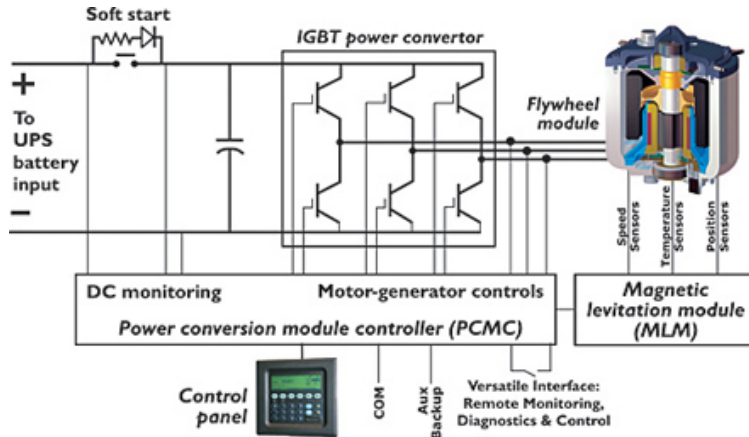 Soft start
IGBT power convertor
+
To
UPS
battery
input
−
Flywheel
module
Speed
Sensors
Temperature
Sensors
Position
Sensors
DC monitoring
Motor-generator controls
Power conversion module controller (PCMC)
Magnetic
levitation module
(MLM)
Control
panel
COM
Aux
Backup
Versatile Interface:
Remote Monitoring,
Diagnostics & Control